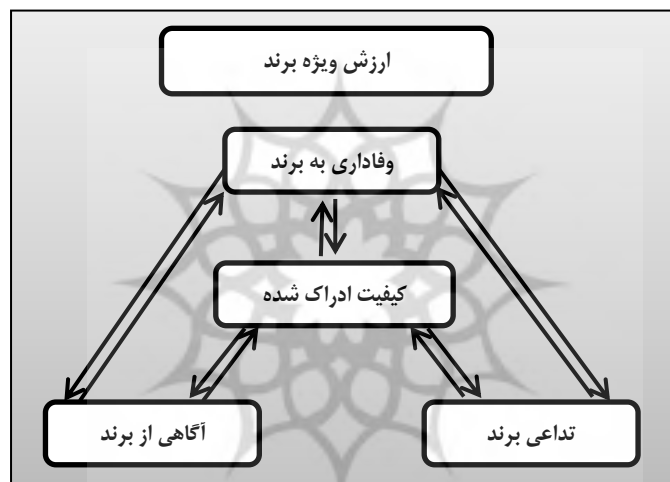 ارزش ویژه برند
وفاداری به برند
کیفیت ادراک شده
تداعی برند
آگاهی از برند